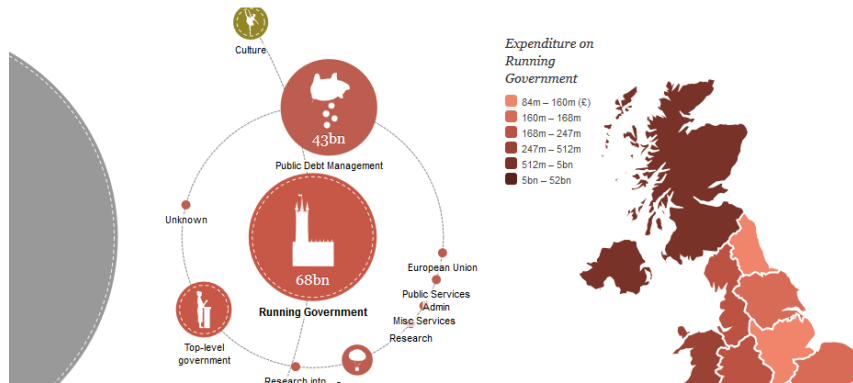 Culture
43bn
Public Debt Management
Unknown
68bn
Running Government
European Union
Public Services
Admin
Misc Services
Research
Top-level
government
Research into
Expenditure on
Running
Government
84m – 160m (£)
160m – 168m
168m – 247m
247m – 512m
512m – 5bn
5bn – 52bn